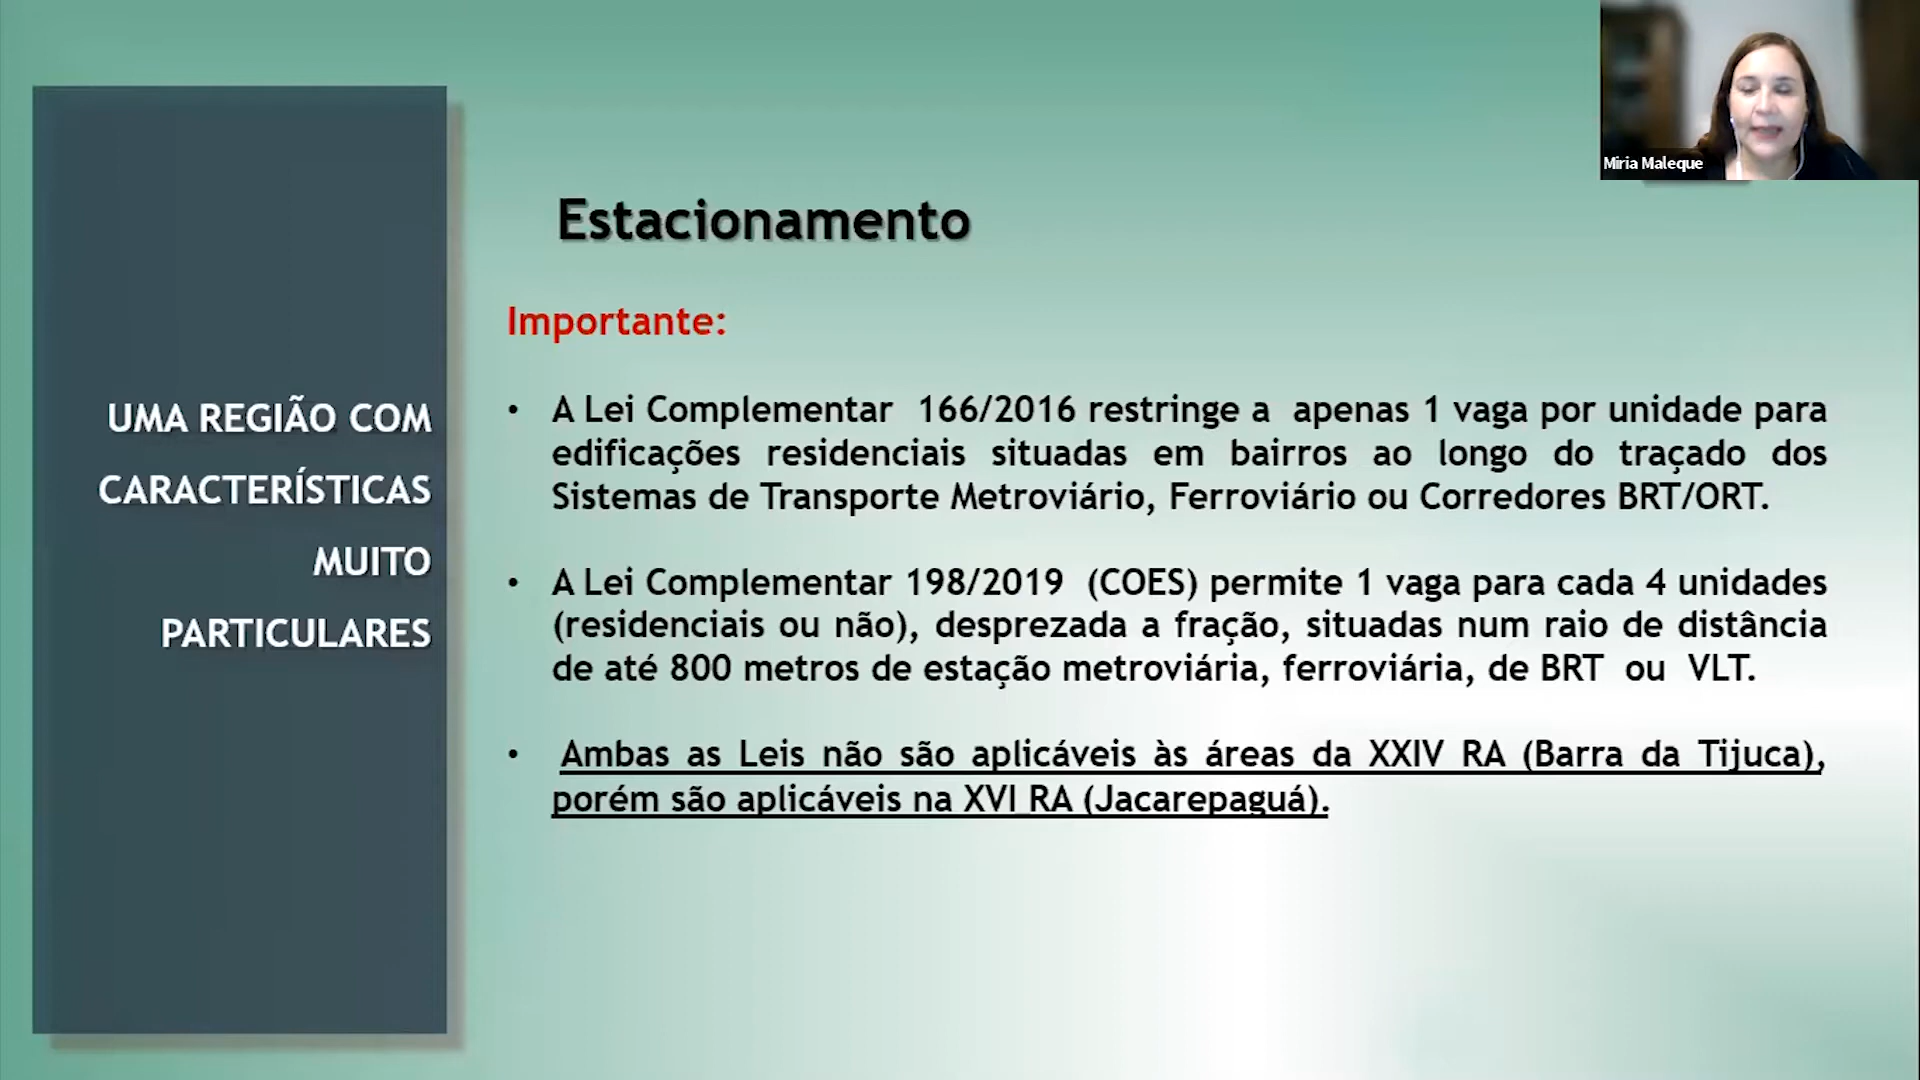 Miria Maleque
UMA REGIÃO COM
CARACTERÍSTICAS
MUITO
PARTICULARES
Estacionamento
Importante:
• A Lei Complementar 166/2016 restringe a apenas 1 vaga por unidade para
edificações residenciais situadas em bairros ao longo do traçado dos
Sistemas de Transporte Metroviário, Ferroviário ou Corredores BRT/ORT.
• A Lei Complementar 198/2019 (COES) permite 1 vaga para cada 4 unidades
(residenciais ou não), desprezada a fração, situadas num raio de distância
de até 800 metros de estação metroviária, ferroviária, de BRT ou VLT.
• Ambas as Leis não são aplicáveis às áreas da XXIV RA (Barra da Tijuca),
porém são aplicáveis na XVI RA (Jacarepaguá).